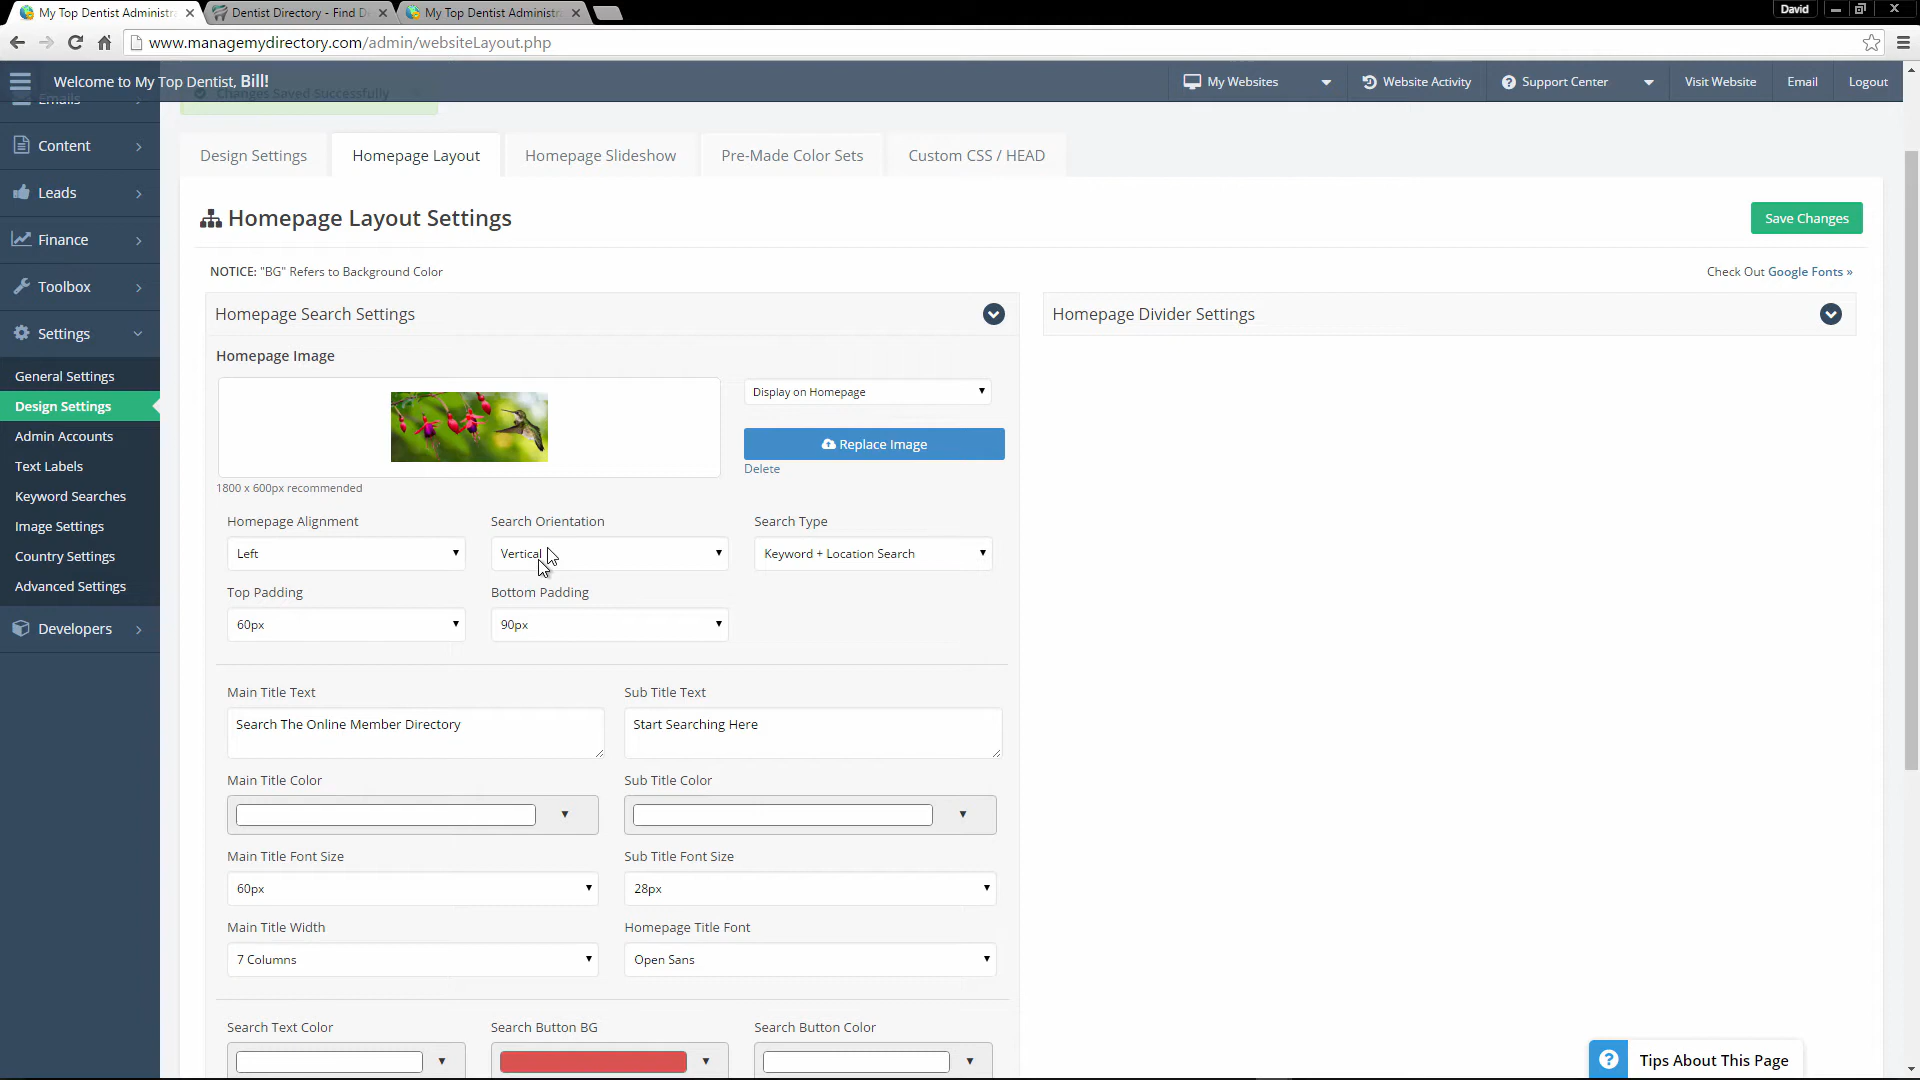 My Top Dentist Administra
Dentist Directory - Find De
My Top Dentist Administra
David
www.managemydirectory.com/admin/websiteLayout.php
Welcome to My Top Dentist, Bill!
My Websites
Website Activity
Support Center
Visit Website
Email
Logout
Changes Saved Successfully
Emails
Content
Leads
Finance
Toolbox
Settings
General Settings
Design Settings
Admin Accounts
Text Labels
Keyword Searches
Image Settings
Country Settings
Advanced Settings
Developers
Design Settings
Homepage Layout
Homepage Slideshow
Pre-Made Color Sets
Custom CSS / HEAD
Homepage Layout Settings
Save Changes
NOTICE: "BG" Refers to Background Color
Check Out Google Fonts »
Homepage Search Settings
Homepage Divider Settings
Homepage Image
Display on Homepage
Replace Image
Delete
1800 x 600px recommended
Homepage Alignment
Search Orientation
Search Type
Left
Vertical
Keyword + Location Search
Top Padding
Bottom Padding
60px
90px
Main Title Text
Sub Title Text
Search The Online Member Directory
Start Searching Here
Main Title Color
Sub Title Color
Main Title Font Size
Sub Title Font Size
60px
28px
Main Title Width
Homepage Title Font
7 Columns
Open Sans
Search Text Color
Search Button BG
Search Button Color
? Tips About This Page